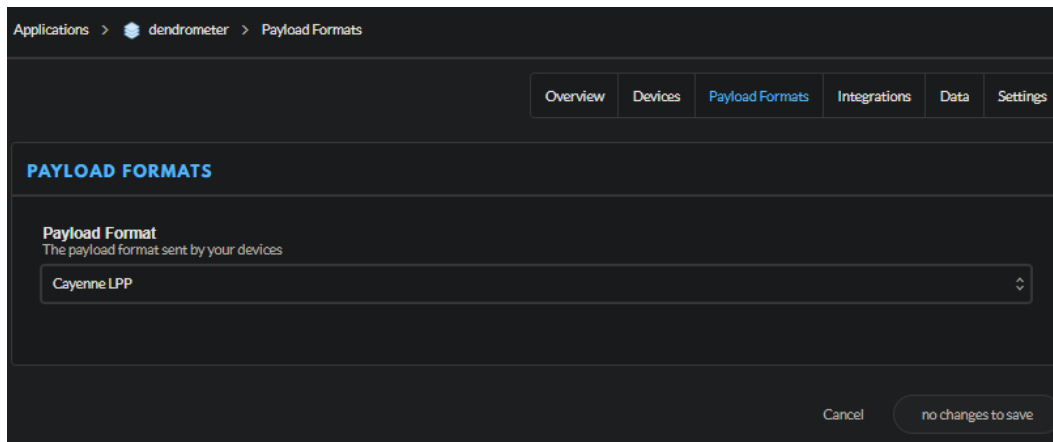 Applications > dendrometer > Payload Formats
Overview Devices Payload Formats Integrations Data Settings
PAYLOAD FORMATS
Payload Format
The payload format sent by your devices
Cayenne LPP
Cancel no changes to save